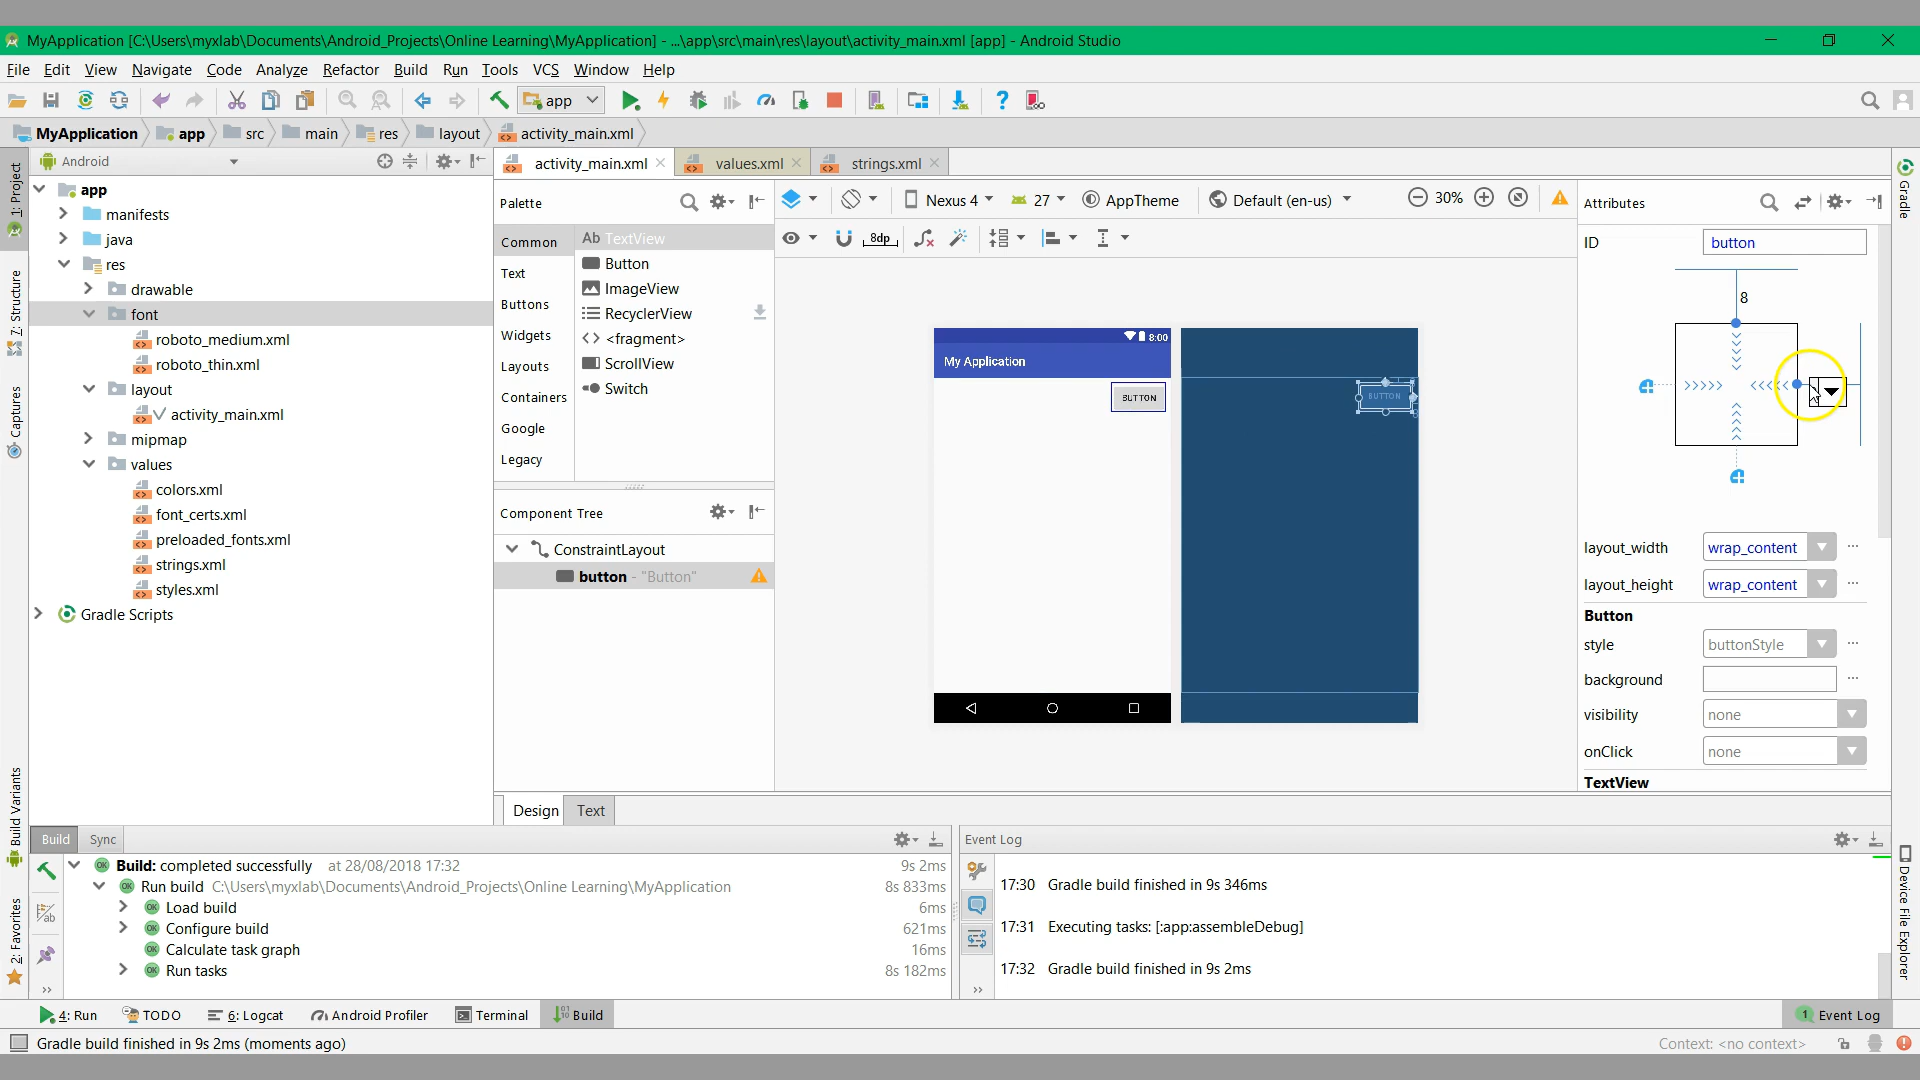 MyApplication [C:\Users\myxlab\Documents\Android_Projects\Online Learning\MyApplication] - ...\app\src\main\res\layout\activity_main.xml [app] - Android Studio
File Edit View Navigate Code Analyze Refactor Build Run Tools VCS Window Help
app
MyApplication app src main res layout activity_main.xml
Android
activity_main.xml values.xml strings.xml
1: Project
7: Structure
Captures
Build Variants
2: Favorites
app
manifests
java
res
drawable
font
roboto_medium.xml
roboto_thin.xml
layout
activity_main.xml
mipmap
values
colors.xml
font_certs.xml
preloaded_fonts.xml
strings.xml
styles.xml
Gradle Scripts
Palette
Common
Text
Buttons
Widgets
Layouts
Containers
Google
Legacy
Ab TextView
Button
ImageView
RecyclerView
<fragment>
ScrollView
Switch
Component Tree
ConstraintLayout
button - "Button"
Nexus 4 27 AppTheme Default (en-us) 30%
8dp
8:00
My Application
BUTTON
BUTTON
Design Text
Attributes
ID button
8
layout_width wrap_content
layout_height wrap_content
Button
style buttonStyle
background
visibility none
onClick none
TextView
Gradle
Device File Explorer
Build Sync
Build: completed successfully at 28/08/2018 17:32 9s 2ms
Run build C:\Users\myxlab\Documents\Android_Projects\Online Learning\MyApplication 8s 833ms
Load build 6ms
Configure build 621ms
Calculate task graph 16ms
Run tasks 8s 182ms
Event Log
17:30 Gradle build finished in 9s 346ms
17:31 Executing tasks: [:app:assembleDebug]
17:32 Gradle build finished in 9s 2ms
4: Run TODO 6: Logcat Android Profiler Terminal Build 1 Event Log
Gradle build finished in 9s 2ms (moments ago) Context: <no context>